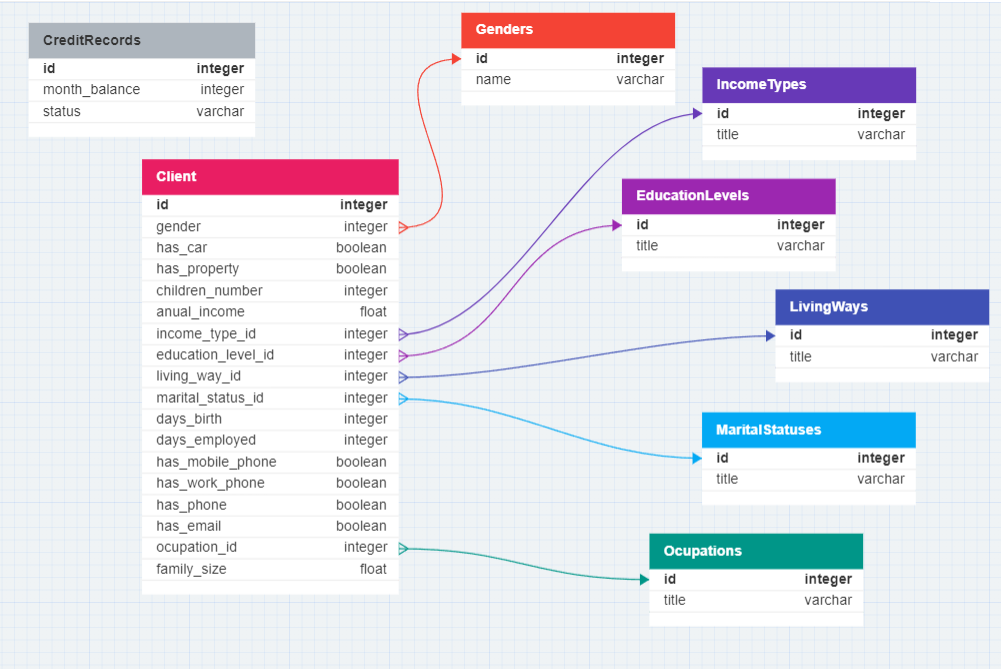 CreditRecords
id integer
month_balance integer
status varchar
Genders
id integer
name varchar
IncomeTypes
id integer
title varchar
Client
id integer
gender integer
has_car boolean
has_property boolean
children_number integer
anual_income float
income_type_id integer
education_level_id integer
living_way_id integer
marital_status_id integer
days_birth integer
days_employed integer
has_mobile_phone boolean
has_work_phone boolean
has_phone boolean
has_email boolean
ocupation_id integer
family_size float
EducationLevels
id integer
title varchar
LivingWays
id integer
title varchar
MaritalStatuses
id integer
title varchar
Ocupations
id integer
title varchar